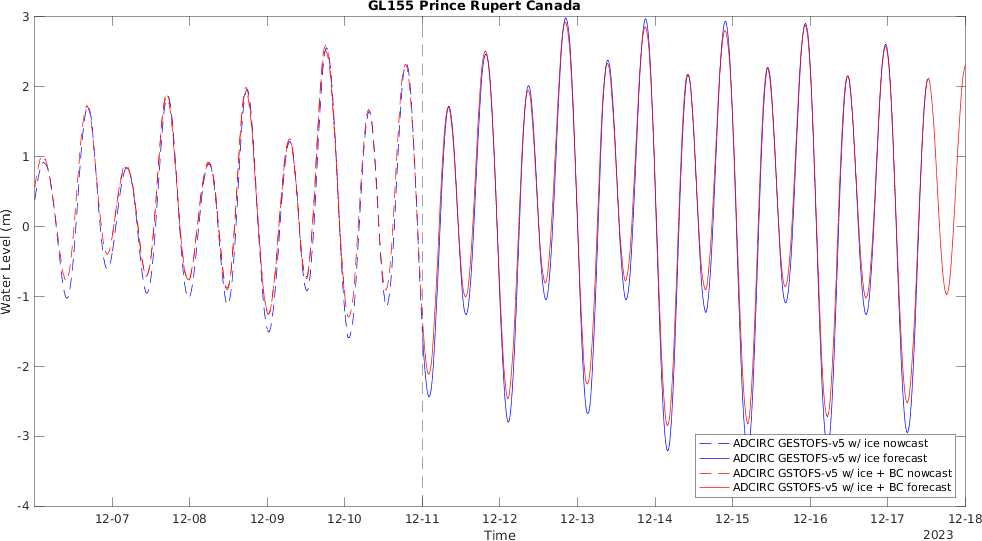 GL155 Prince Rupert Canada
3
2
1
0
-1
-2
-3
-4
Water Level (m)
ADCIRC GESTOFS-v5 w/ ice nowcast
ADCIRC GESTOFS-v5 w/ ice forecast
ADCIRC GSTOFS-v5 w/ ice + BC nowcast
ADCIRC GSTOFS-v5 w/ ice + BC forecast
12-07 12-08 12-09 12-10 12-11 12-12 12-13 12-14 12-15 12-16 12-17 12-18
Time
2023